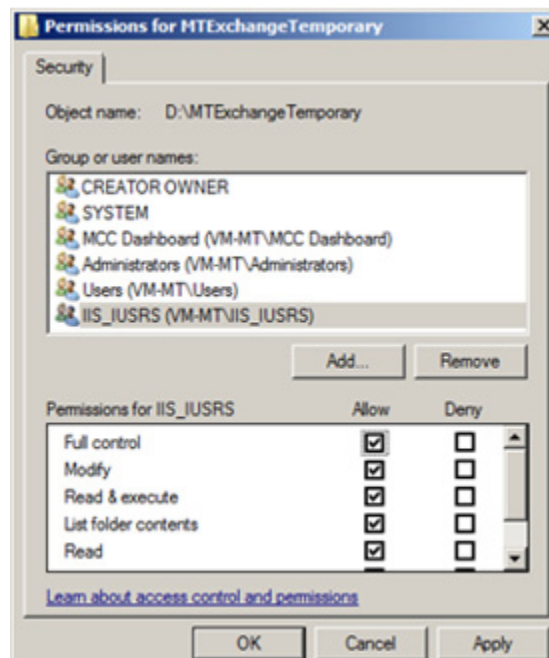 Permissions for MTExchangeTemporary
Security
Object name: D:\MTExchangeTemporary
Group or user names:
CREATOR OWNER
SYSTEM
MCC Dashboard (VM-MT\MCC Dashboard)
Administrators (VM-MT\Administrators)
Users (VM-MT\Users)
IIS_IUSRS (VM-MT\IIS_IUSRS)
Add... Remove
Permissions for IIS_IUSRS Allow Deny
Full control
Modify
Read & execute
List folder contents
Read
Learn about access control and permissions
OK Cancel Apply